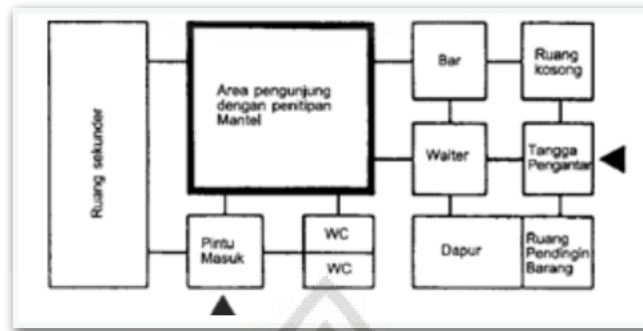 Ruang sekunder
Area pengunjung
dengan penitipan
Mantel
Bar
Ruang
kosong
Waiter
Tangga
Pengantar
Pintu
Masuk
WC
WC
Dapur
Ruang
Pendingin
Barang